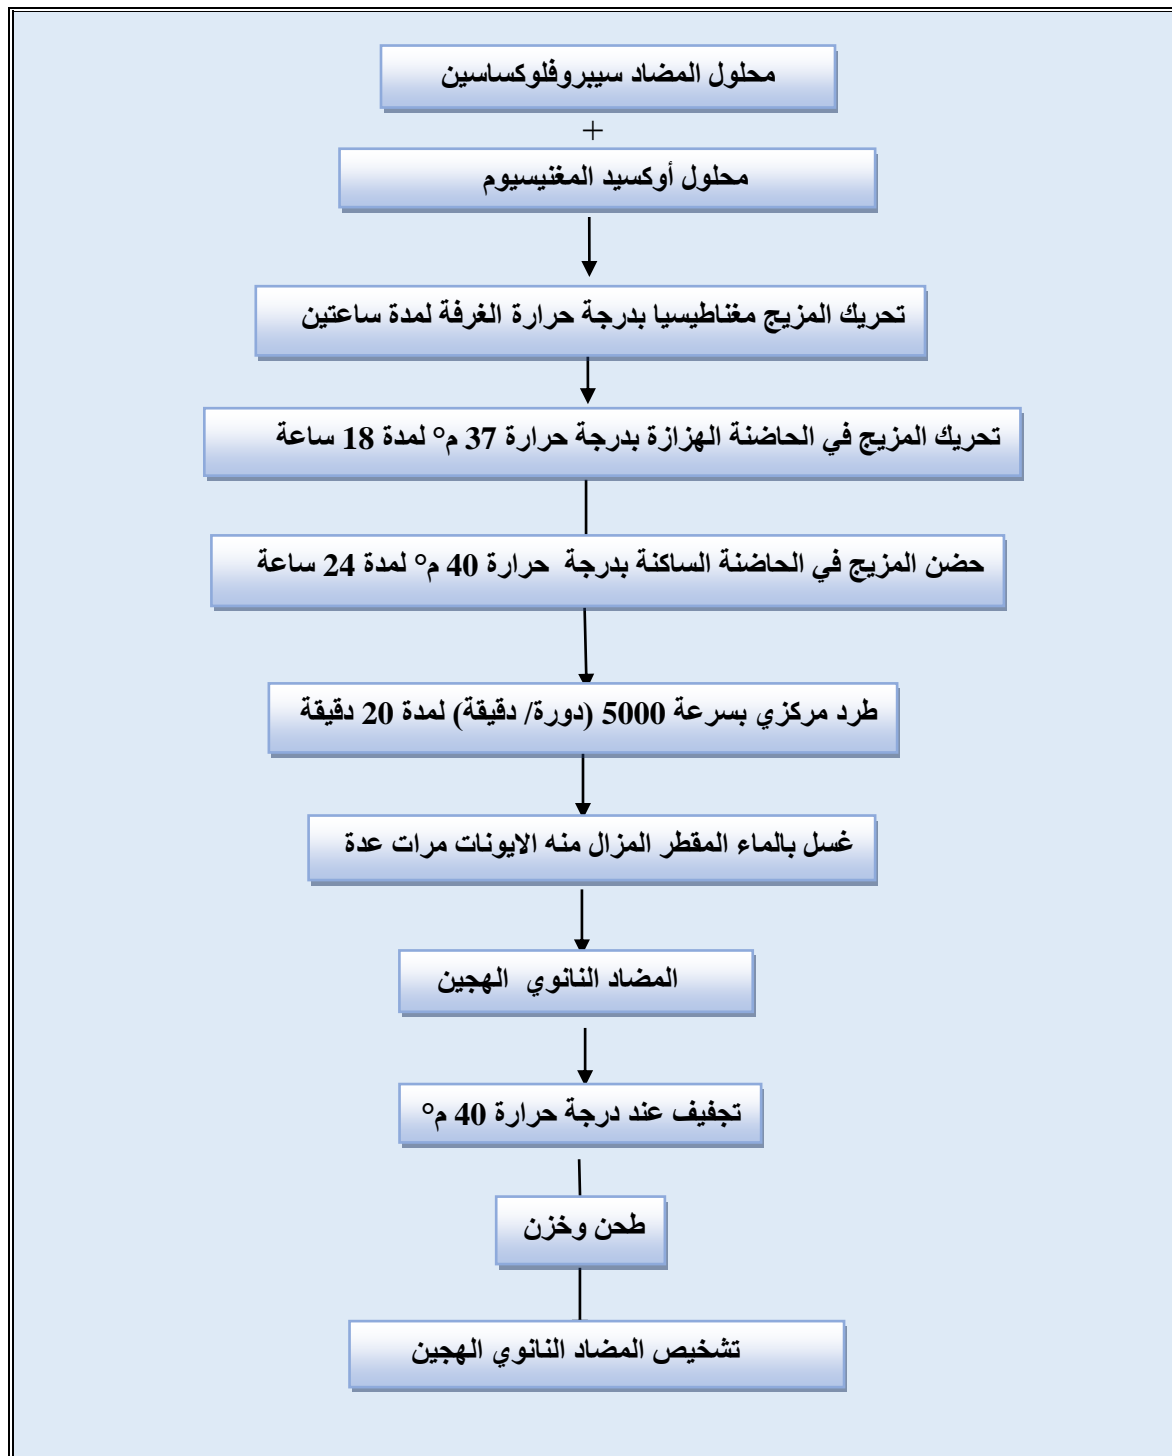 محلول المضاد سيبروفلوكساسين
+
محلول أوكسيد المغنيسيوم
تحريك المزيج مغناطيسيا بدرجة حرارة الغرفة لمدة ساعتين
تحريك المزيج في الحاضنة الهزازة بدرجة حرارة 37 م° لمدة 18 ساعة
حضن المزيج في الحاضنة الساكنة بدرجة حرارة 40 م° لمدة 24 ساعة
طرد مركزي بسرعة 5000 (دورة/ دقيقة) لمدة 20 دقيقة
غسل بالماء المقطر المزال منه الايونات مرات عدة
المضاد النانوي الهجين
تجفيف عند درجة حرارة 40 م°
طحن وخزن
تشخيص المضاد النانوي الهجين